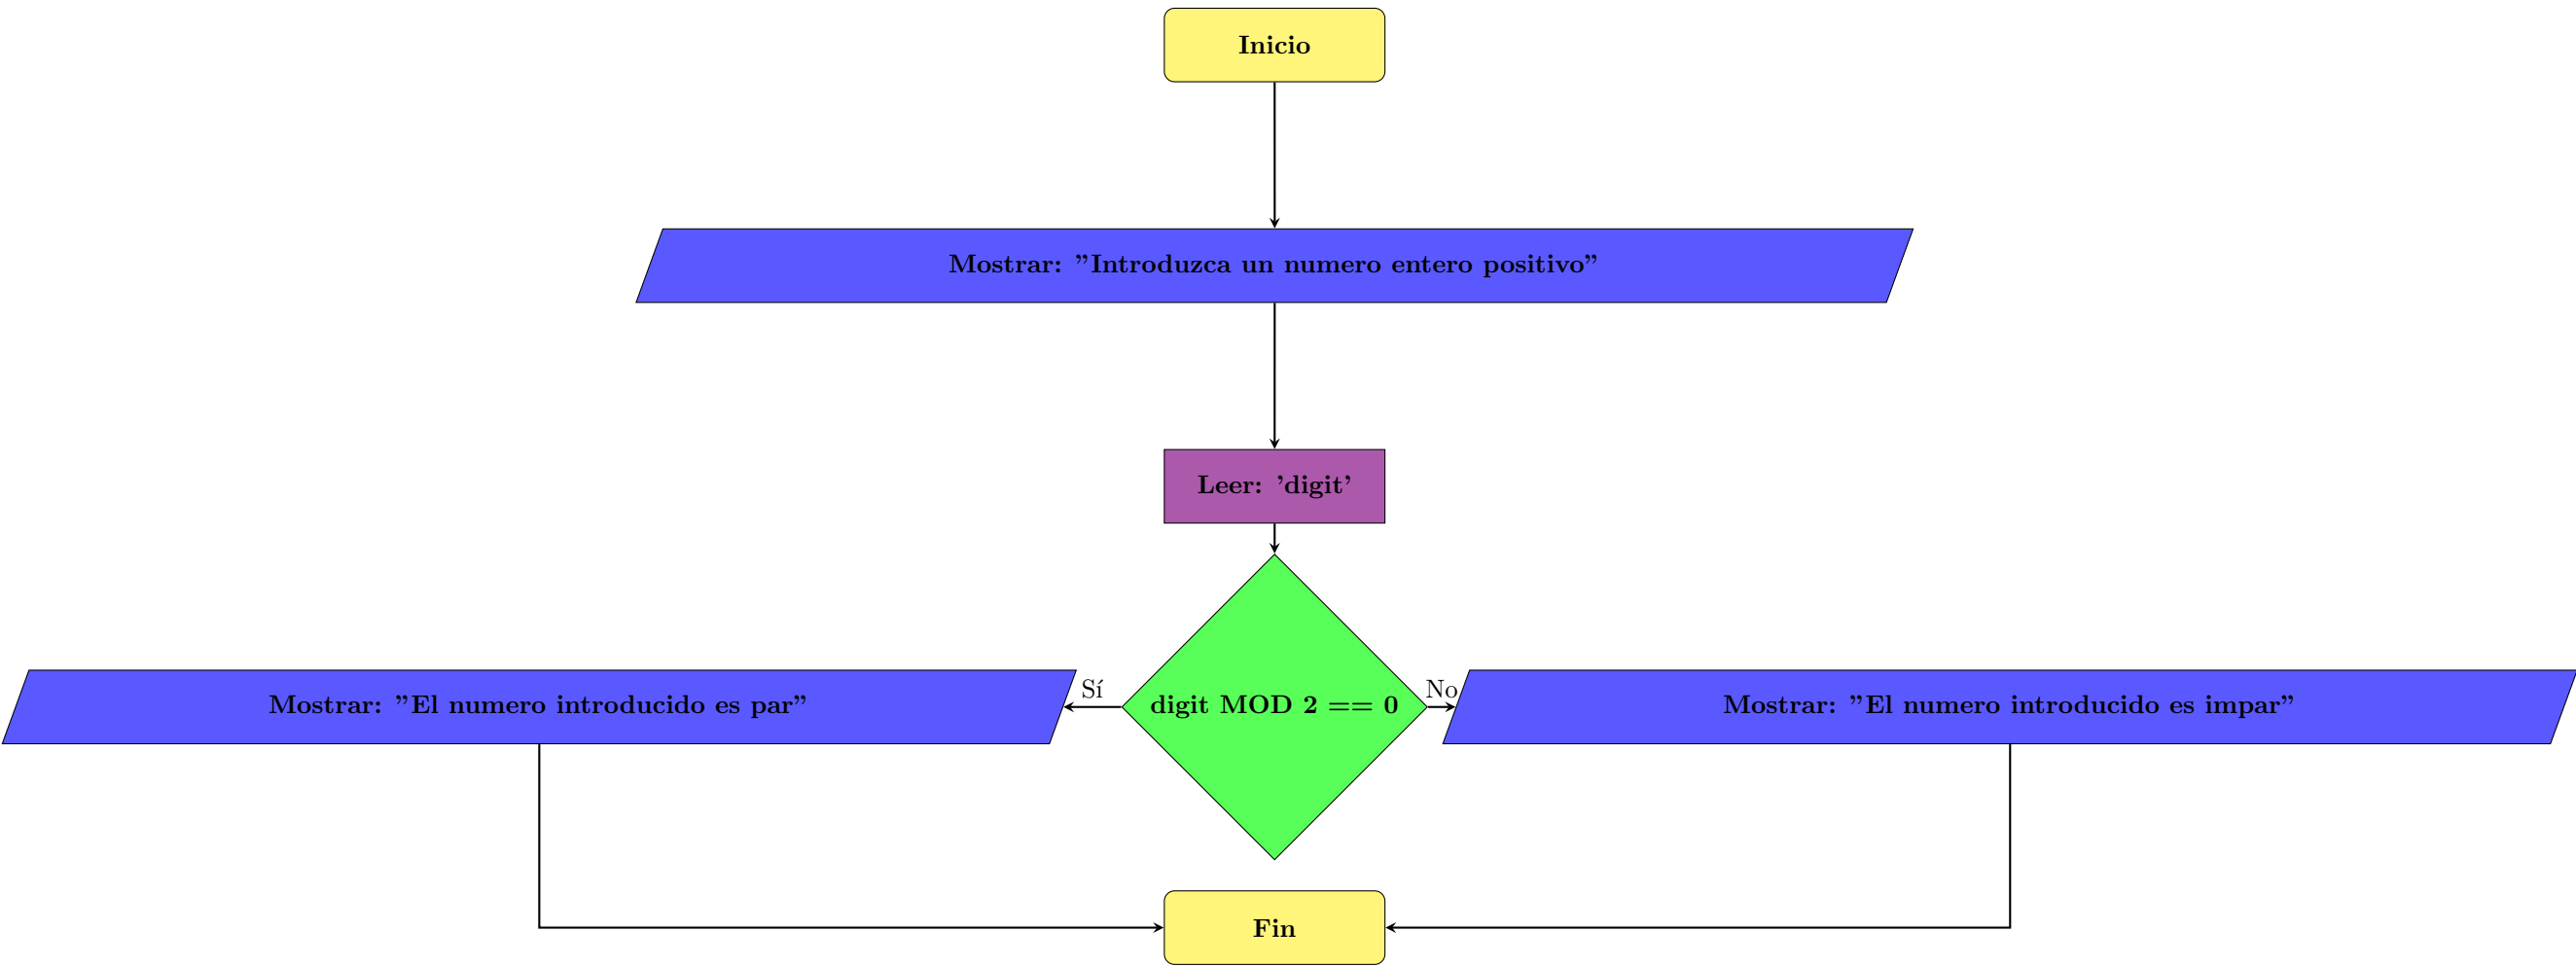 Inicio
Mostrar: ”Introduzca un numero entero positivo”
Leer: ’digit’
Sí
No
Mostrar: ”El numero introducido es par”
digit MOD 2 == 0
Mostrar: ”El numero introducido es impar”
Fin